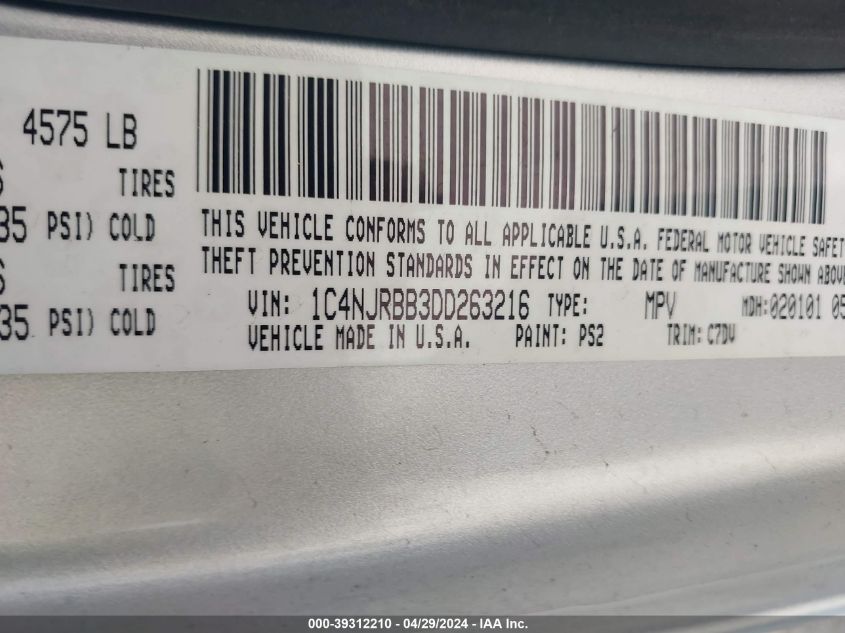 4575 LB
TIRES
35 PSI) COLD
TIRES
35 PSI) COLD
THIS VEHICLE CONFORMS TO ALL APPLICABLE U.S.A. FEDERAL MOTOR VEHICLE SAFET
THEFT PREVENTION STANDARDS IN EFFECT ON THE DATE OF MANUFACTURE SHOWN ABOVE
VIN: 1C4NJRBB3DD263216 TYPE: MPV MDH:020101 05
VEHICLE MADE IN U.S.A. PAINT: PS2 TRIM: C7DV
000-39312210 - 04/29/2024 - IAA Inc.